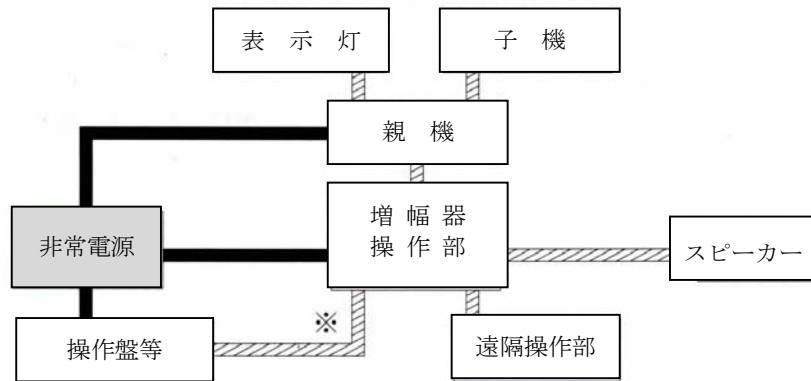 表示灯
子機
親機
増幅器
操作部
非常電源
スピーカー
※
操作盤等
遠隔操作部